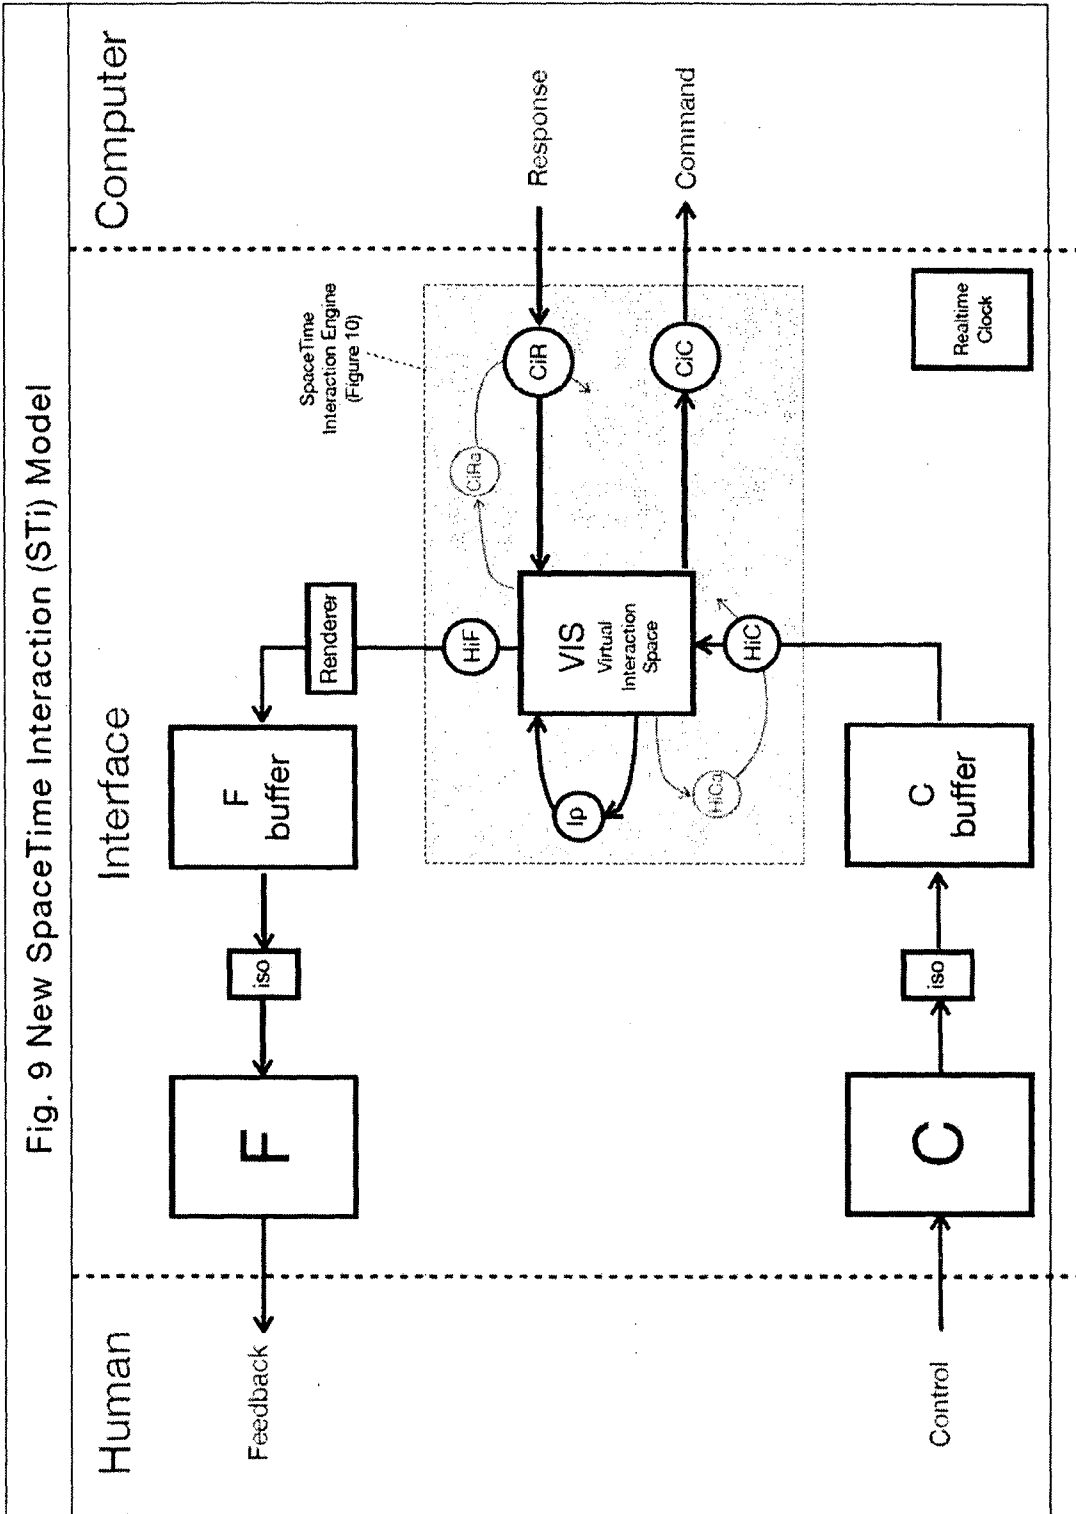 Fig. 9 New SpaceTime Interaction (STi) Model
Human
Interface
Computer
Feedback
F
iso
F
buffer
Renderer
HiF
SpaceTime
Interaction Engine
(Figure 10)
CiRa
CiR
Response
Ip
VIS
Virtual
Interaction
Space
HiCa
HiC
CiC
Command
Control
C
iso
C
buffer
Realtime
Clock